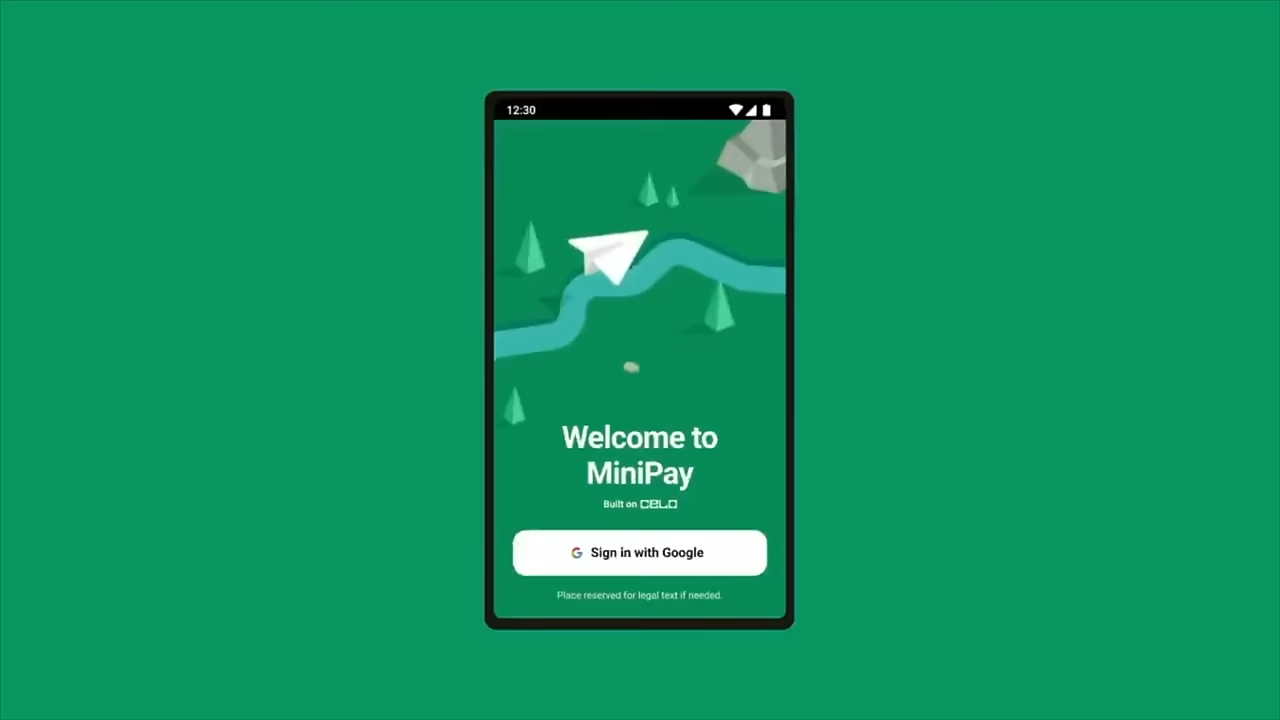 12:30
Welcome to
MiniPay
Built on CELO
Sign in with Google
Place reserved for legal text if needed.